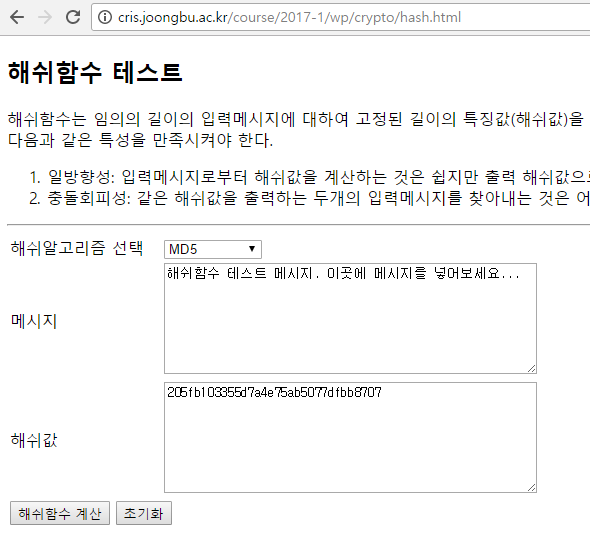 cris.joongbu.ac.kr/course/2017-1/wp/crypto/hash.html
해쉬함수 테스트
해쉬함수는 임의의 길이의 입력메시지에 대하여 고정된 길이의 특징값(해쉬값)을
다음과 같은 특성을 만족시켜야 한다.
1. 일방향성: 입력메시지로부터 해쉬값을 계산하는 것은 쉽지만 출력 해쉬값으로
2. 충돌회피성: 같은 해쉬값을 출력하는 두개의 입력메시지를 찾아내는 것은 어
해쉬알고리즘 선택 MD5
메시지 해쉬함수 테스트 메시지. 이곳에 메시지를 넣어보세요...
해쉬값 205fb103355d7a4e75ab5077dfbb8707
해쉬함수 계산 초기화